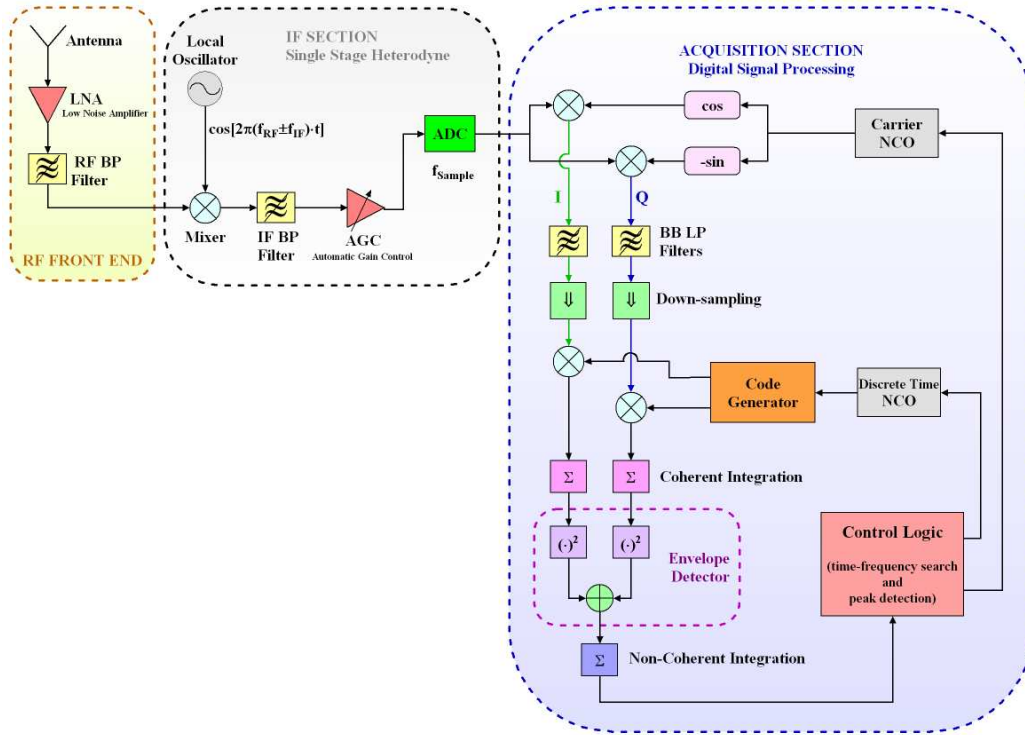 Antenna
LNA
Low Noise Amplifier
RF BP
Filter
RF FRONT END
IF SECTION
Single Stage Heterodyne
Local
Oscillator
cos[2π(f_RF±f_IF)·t]
Mixer
IF BP
Filter
AGC
Automatic Gain Control
ADC
f_Sample
ACQUISITION SECTION
Digital Signal Processing
cos
-sin
Carrier
NCO
I
Q
BB LP
Filters
⇓
⇓
Down-sampling
Code
Generator
Discrete Time
NCO
Σ
Σ
Coherent Integration
(·)²
(·)²
Envelope
Detector
Σ
Non-Coherent Integration
Control Logic
(time-frequency search
and
peak detection)